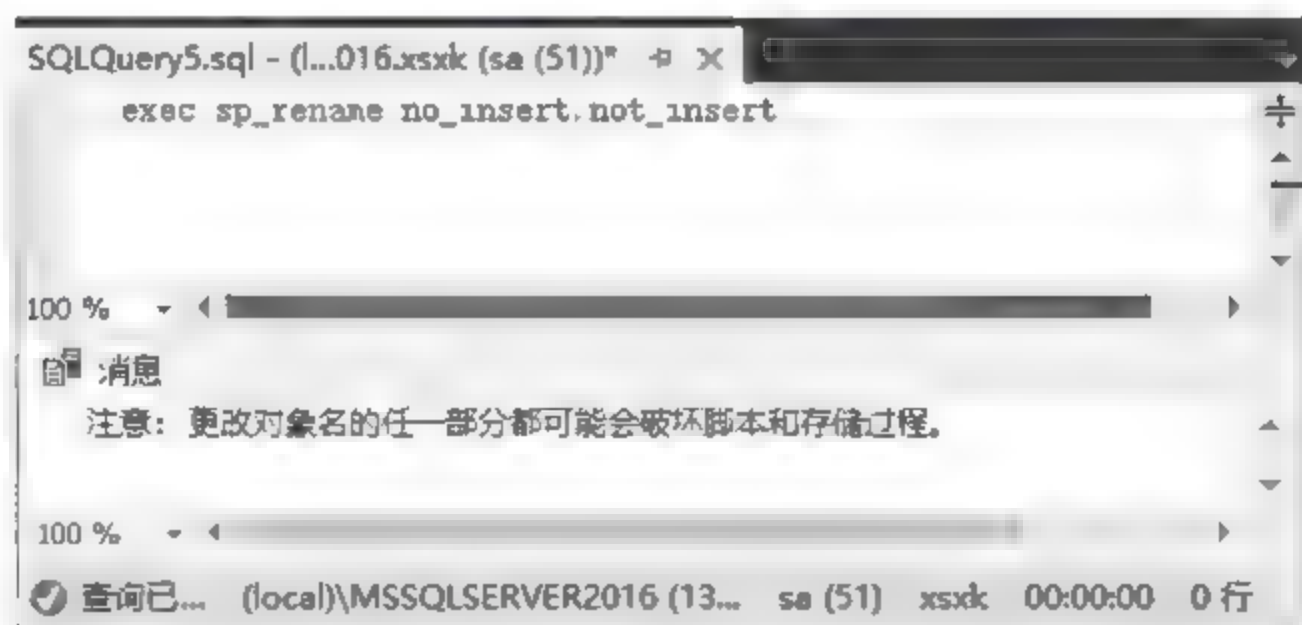 SQLQuery5.sql - (l...016.xsxk (sa (51))*
exec sp_rename no_insert,not_insert
100 %
消息
注意: 更改对象名的任一部分都可能会破坏脚本和存储过程。
100 %
查询已... (local)\MSSQLSERVER2016 (13... sa (51) xsxk 00:00:00 0 行